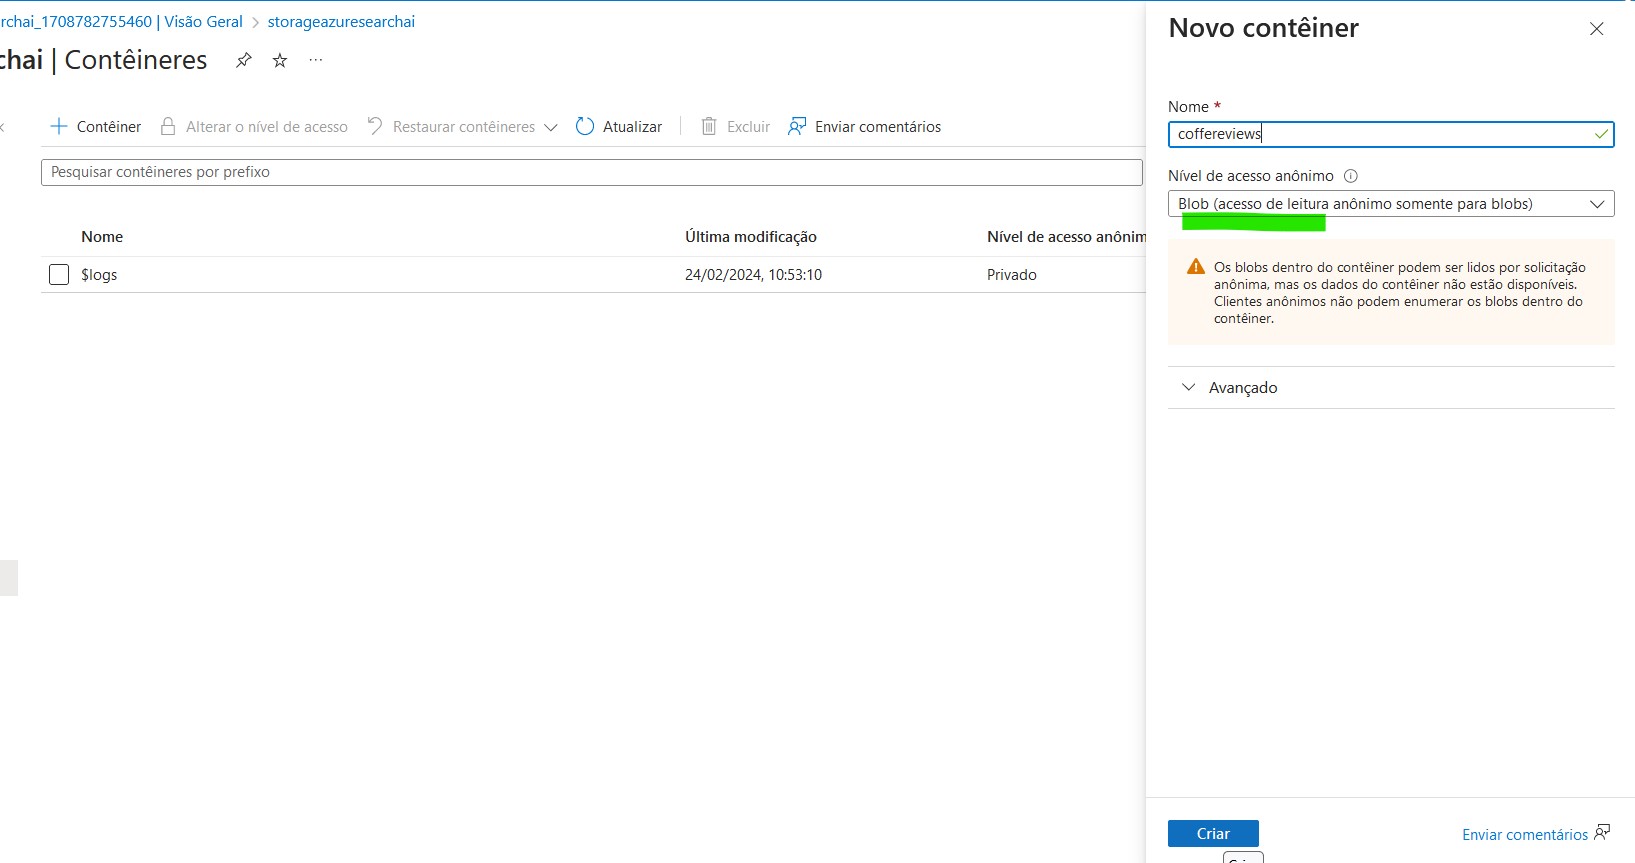 rchai_1708782755460 | Visão Geral > storageazuresearchai
chai | Contêineres
Contêiner Alterar o nível de acesso Restaurar contêineres Atualizar Excluir Enviar comentários
Pesquisar contêineres por prefixo
Nome Última modificação Nível de acesso anônim
$logs 24/02/2024, 10:53:10 Privado
Novo contêiner
Nome *
coffereviews
Nível de acesso anônimo
Blob (acesso de leitura anônimo somente para blobs)
Os blobs dentro do contêiner podem ser lidos por solicitação
anônima, mas os dados do contêiner não estão disponíveis.
Clientes anônimos não podem enumerar os blobs dentro do
contêiner.
Avançado
Criar
Enviar comentários